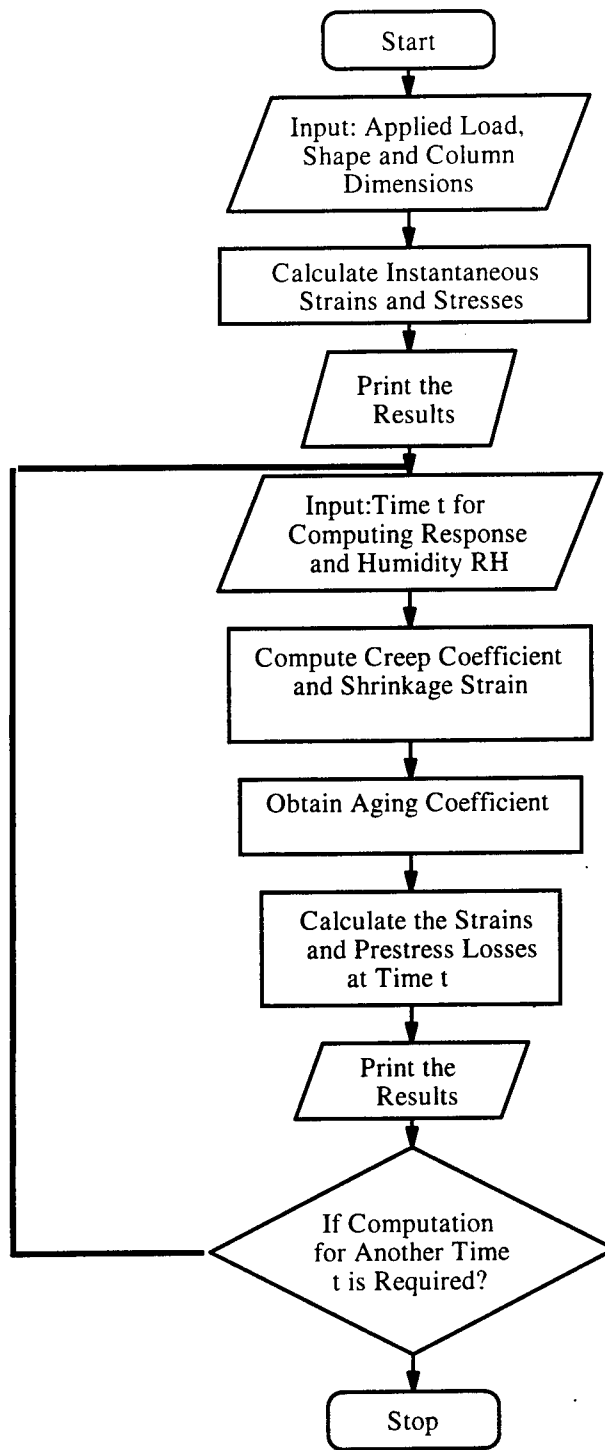 Start
Input: Applied Load,
Shape and Column
Dimensions
Calculate Instantaneous
Strains and Stresses
Print the
Results
Input:Time t for
Computing Response
and Humidity RH
Compute Creep Coefficient
and Shrinkage Strain
Obtain Aging Coefficient
Calculate the Strains
and Prestress Losses
at Time t
Print the
Results
If Computation
for Another Time
t is Required?
Stop